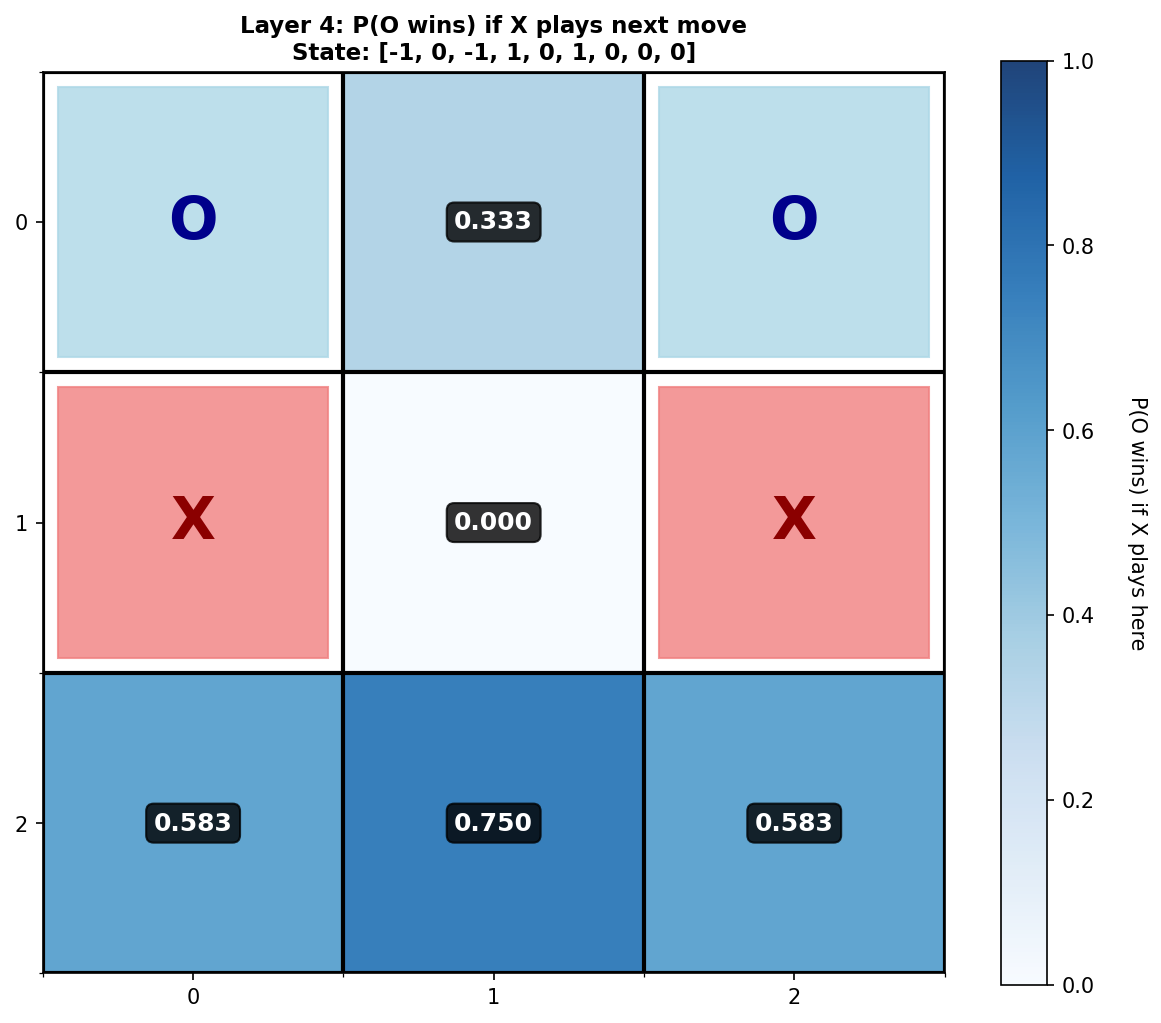 Layer 4: P(O wins) if X plays next move
State: [-1, 0, -1, 1, 0, 1, 0, 0, 0]
0
O
0.333
O
1
X
0.000
X
2
0.583
0.750
0.583
0
1
2
1.0
0.8
0.6
0.4
0.2
0.0
P(O wins) if X plays here